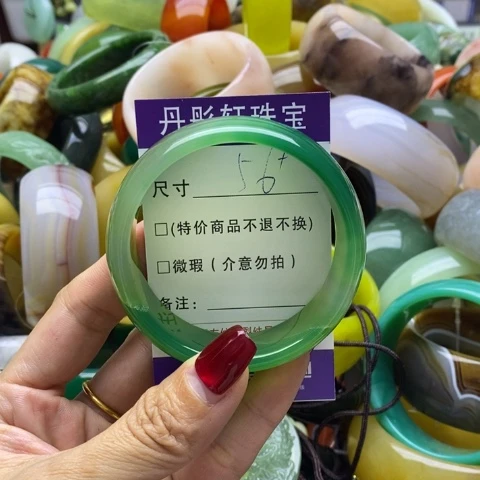 丹彤轩珠宝
尺寸 56+
□(特价商品不退不换)
□微瑕(介意勿拍)
备注: